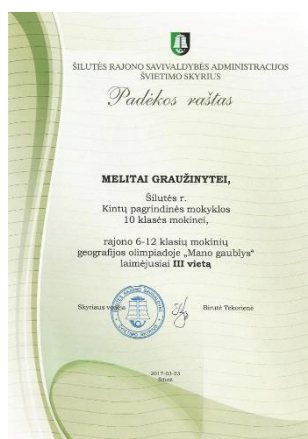 ŠILUTĖS RAJONO SAVIVALDYBĖS ADMINISTRACIJOS
ŠVIETIMO SKYRIUS
Padėkos raštas
MELITAI GRAUŽINYTEI,
Šilutės r.
Kintų pagrindinės mokyklos
10 klasės mokinei,
rajono 6-12 klasių mokinių
geografijos olimpiadoje „Mano gaublys“
laimėjusiai III vietą
Skyriaus vedėja Birutė Tekorienė
Šilutė